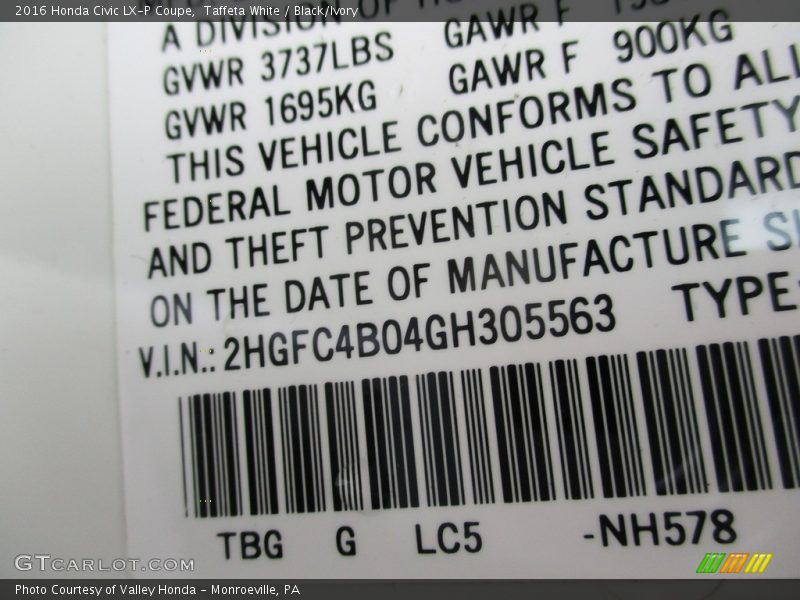 2016 Honda Civic LX-P Coupe, Taffeta White / Black/Ivory
A DIVISION OF
GVWR 3737LBS GAWR F
GVWR 1695KG GAWR F 900KG
THIS VEHICLE CONFORMS TO ALL
FEDERAL MOTOR VEHICLE SAFETY
AND THEFT PREVENTION STANDARD
ON THE DATE OF MANUFACTURE
V.I.N.: 2HGFC4B04GH305563 TYPE:
TBG G LC5 -NH578
GTCARLOT.COM
Photo Courtesy of Valley Honda - Monroeville, PA